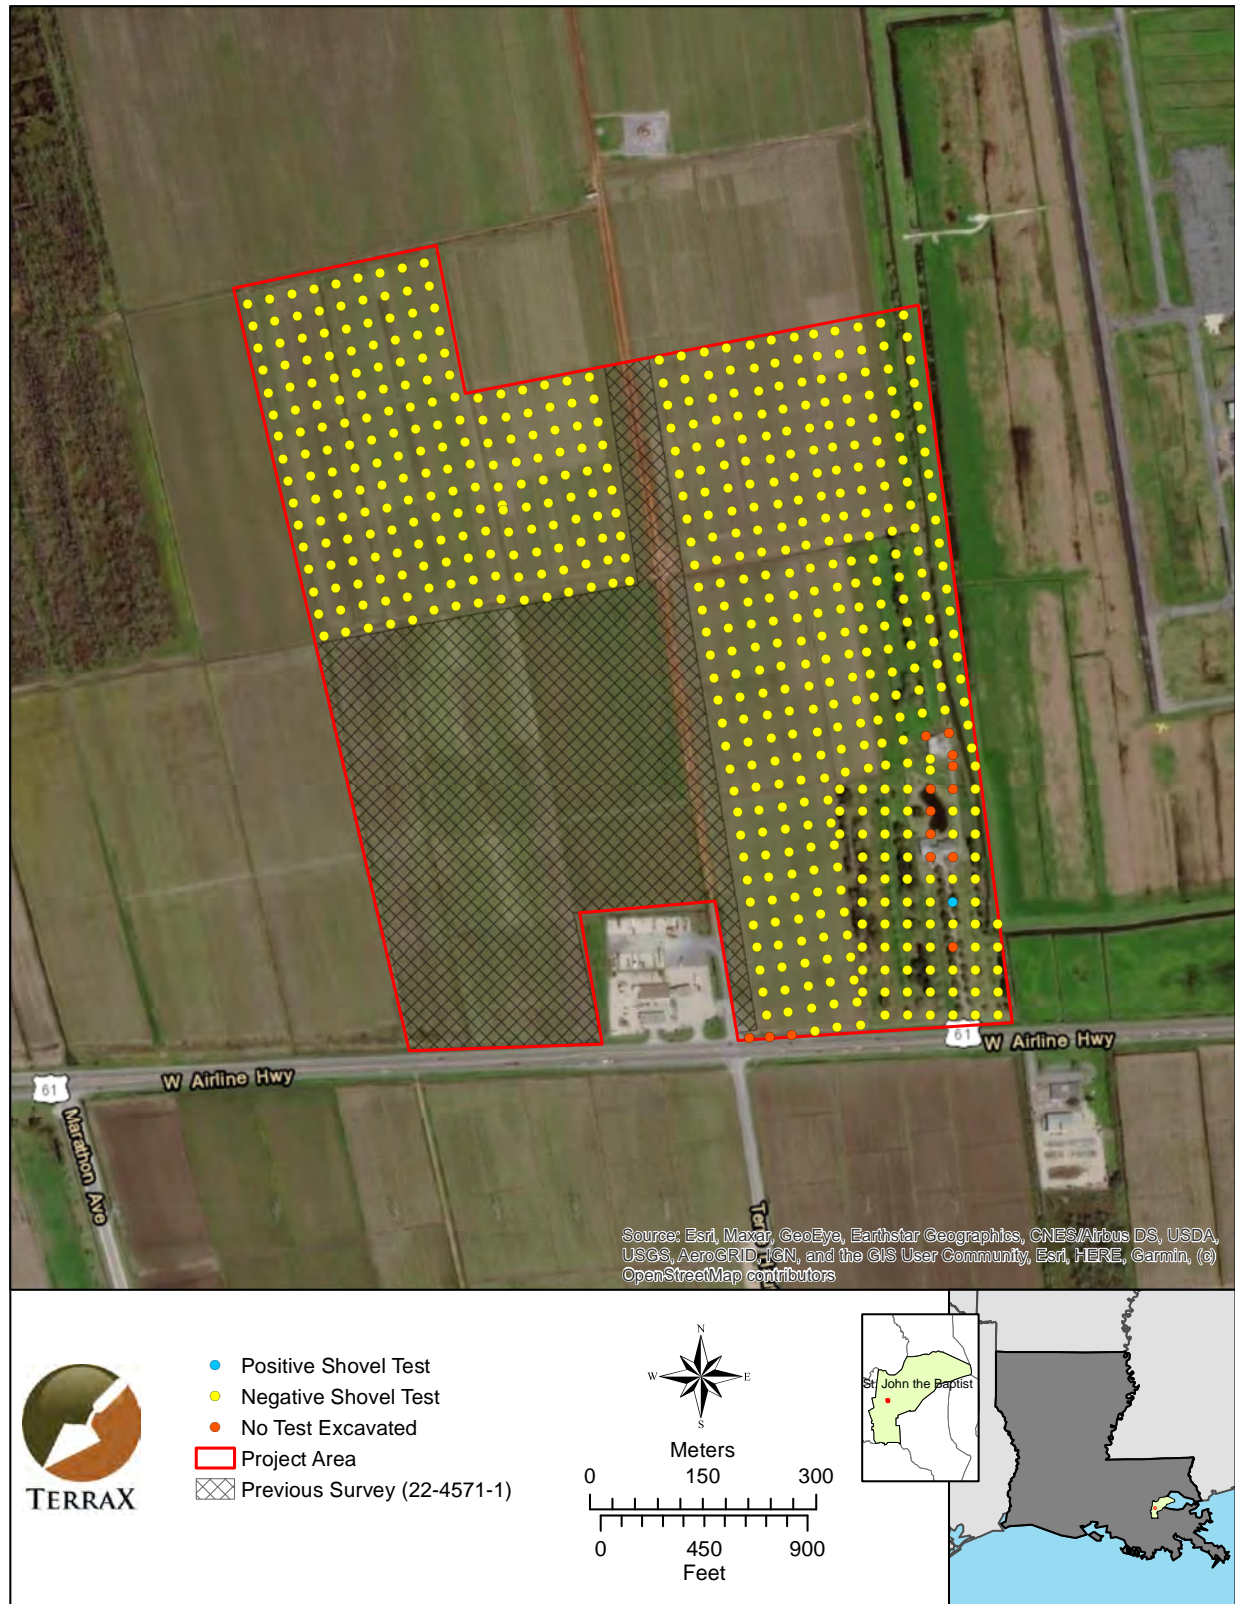 61
W Airline Hwy
Marathon Ave
61
W Airline Hwy
Source: Esri, Maxar, GeoEye, Earthstar Geographics, CNES/Airbus DS, USDA,
USGS, AeroGRID, IGN, and the GIS User Community, Esri, HERE, Garmin, (c)
OpenStreetMap contributors
TERRAX
Positive Shovel Test
Negative Shovel Test
No Test Excavated
Project Area
Previous Survey (22-4571-1)
N
W
E
S
Meters
0 150 300
0 450 900
Feet
St. John the Baptist